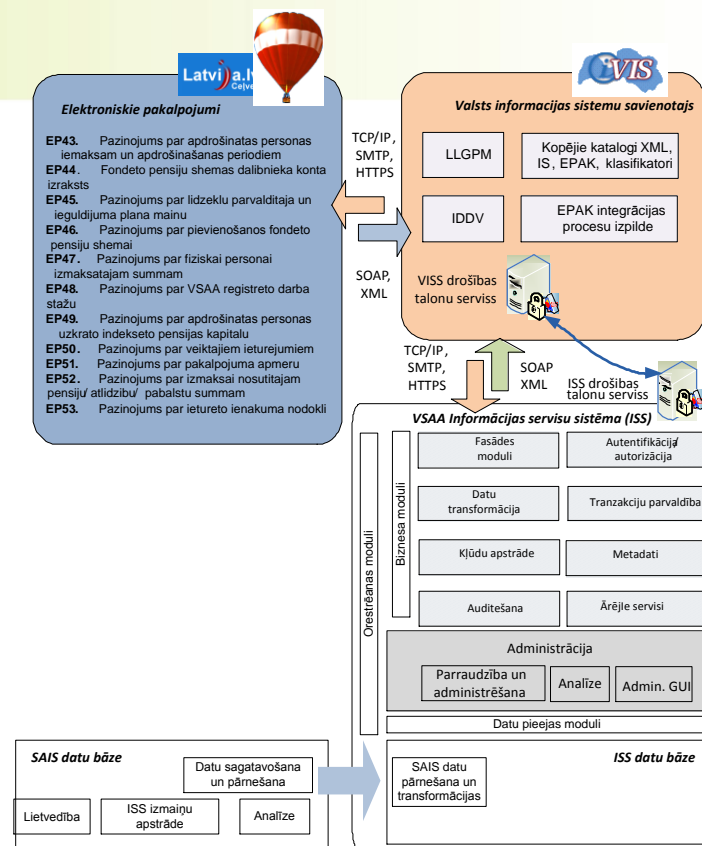 Latvija.lv
Ceļve
Elektroniskie pakalpojumi
EP43. Pazinojums par apdrošinatas personas
iemaksam un apdrošināšanas periodiem
EP44. Fondeto pensiju shemas dalibnieka konta
izraksts
EP45. Pazinojums par lidzeklu parvalditaja un
ieguldijuma plana mainu
EP46. Pazinojums par pievienošanos fondeto
pensiju shemai
EP47. Pazinojums par fiziskai personai
izmaksatajam summam
EP48. Pazinojums par VSAA registreto darba
stažu
EP49. Pazinojums par apdrošinatas personas
uzkrato indekseto pensijas kapitalu
EP50. Pazinojums par veiktajiem ieturejumiem
EP51. Pazinojums par pakalpojuma apmeru
EP52. Pazinojums par izmaksai nosutitajam
pensiju/ atlidzibu/ pabalstu summam
EP53. Pazinojums par ietureto ienakuma nodokli
TCP/IP,
SMTP,
HTTPS
SOAP,
XML
VIS
Valsts informacijas sistemu savienotajs
LLGPM
Kopējie katalogi XML,
IS, EPAK, klasifikatori
IDDV
EPAK integrācijas
procesu izpilde
VISS drošības
talonu serviss
TCP/IP,
SMTP,
HTTPS
SOAP
XML
ISS drošibas
talonu serviss
VSAA Informācijas servisu sistēma (ISS)
Orestrēanas moduli
Biznesa moduli
Fasādes
moduli
Autentifikācija/
autorizācija
Datu
transformācija
Tranzakciju parvaldība
Kļūdu apstrāde
Metadati
Auditešana
Ārējle servisi
Administrācija
Parraudzība un
administrēšana
Analīze
Admin. GUI
Datu pieejas moduli
SAIS datu bāze
Datu sagatavošana
un pārnešana
Lietvedība
ISS izmaiņu
apstrāde
Analīze
ISS datu bāze
SAIS datu
pārnešana un
transformācijas